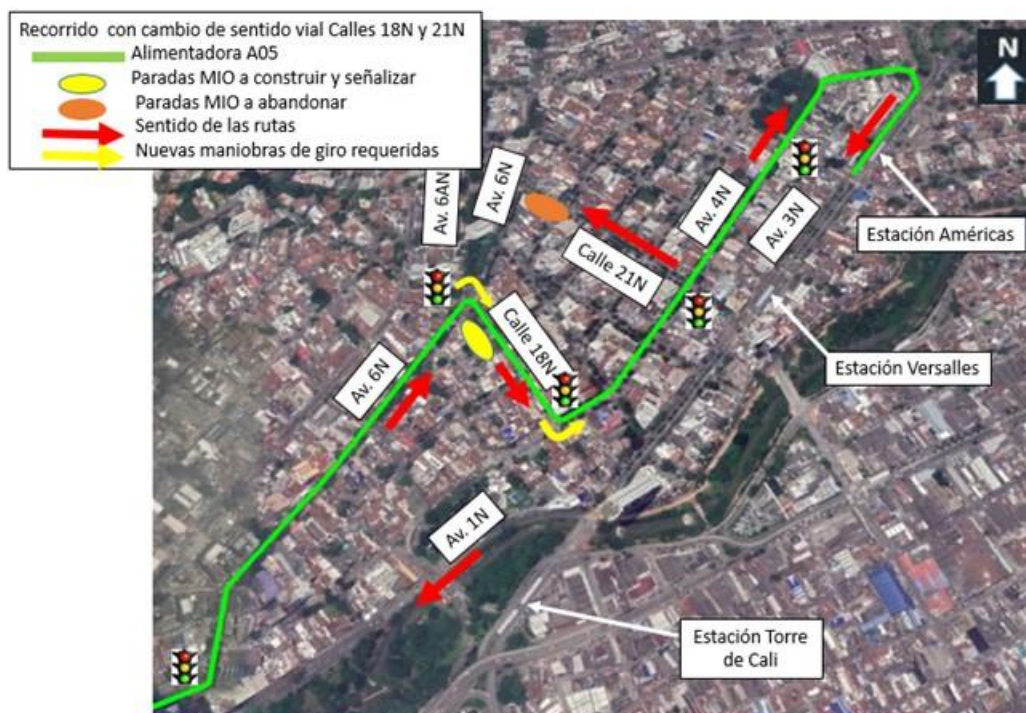 Recorrido con cambio de sentido vial Calles 18N y 21N
Alimentadora A05
Paradas MIO a construir y señalizar
Paradas MIO a abandonar
Sentido de las rutas
Nuevas maniobras de giro requeridas
N
Av. 6AN
Av. 6N
Av. 4N
Av. 3N
Estación Américas
Calle 21N
Calle 18N
Av. 6N
Estación Versalles
Av. 1N
Estación Torre
de Cali